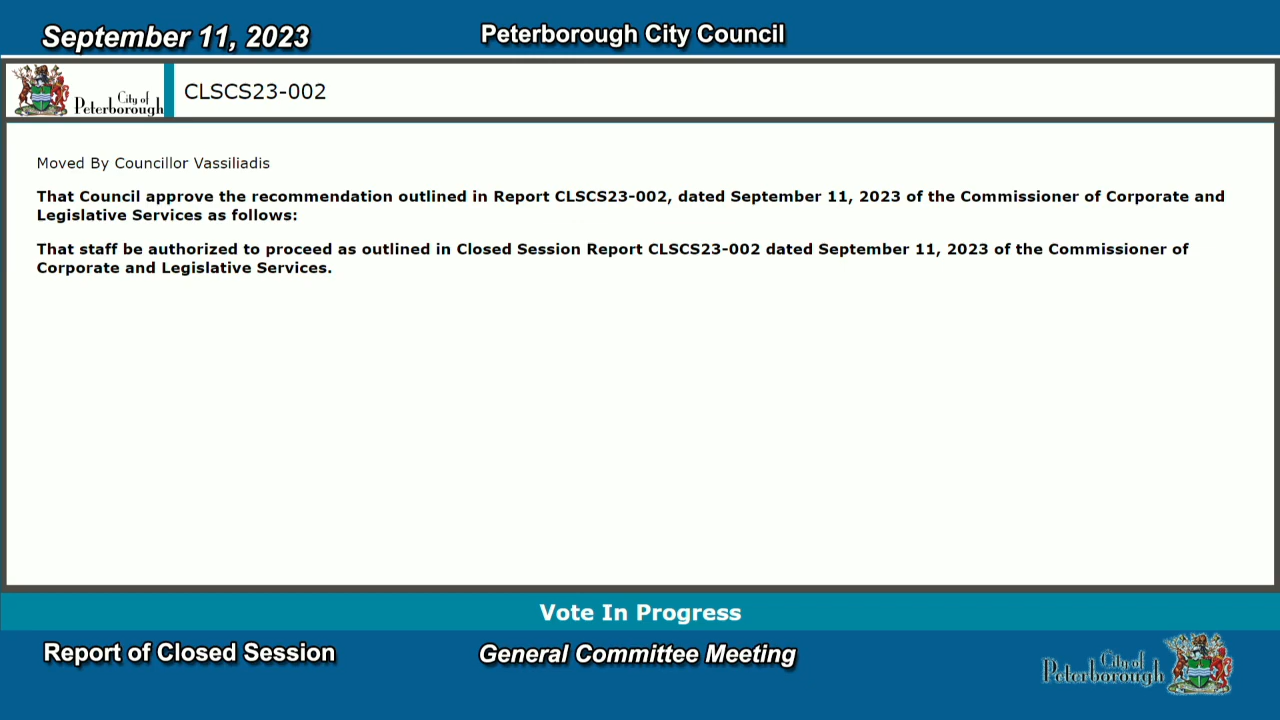 September 11, 2023
Peterborough City Council
City of
Peterborough
CLSCS23-002
Moved By Councillor Vassiliadis
That Council approve the recommendation outlined in Report CLSCS23-002, dated September 11, 2023 of the Commissioner of Corporate and
Legislative Services as follows:
That staff be authorized to proceed as outlined in Closed Session Report CLSCS23-002 dated September 11, 2023 of the Commissioner of
Corporate and Legislative Services.
Vote In Progress
Report of Closed Session
General Committee Meeting
City of
Peterborough